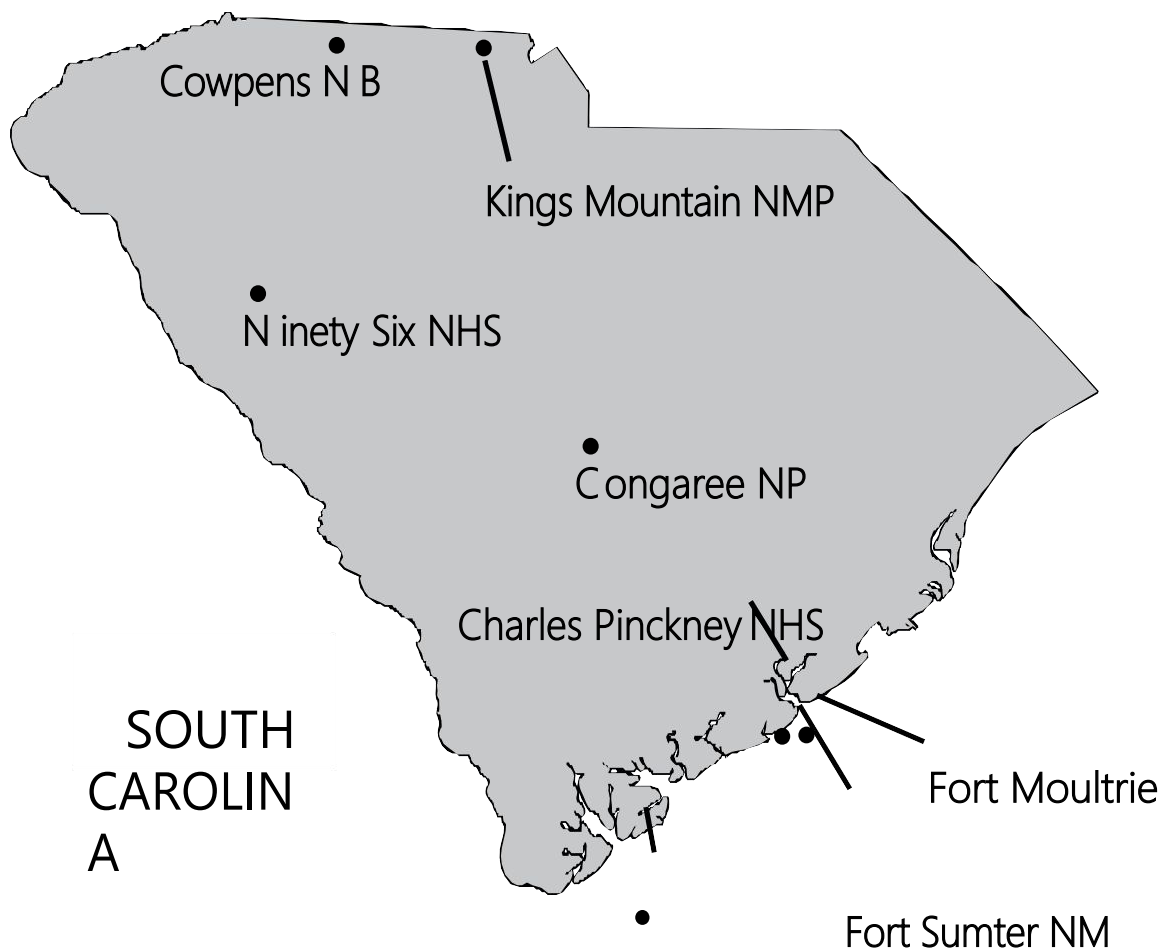 Cowpens N B
Kings Mountain NMP
N inety Six NHS
C ongaree NP
Charles Pinckney NHS
SOUTH
CAROLIN
A
Fort Moultrie
Fort Sumter NM